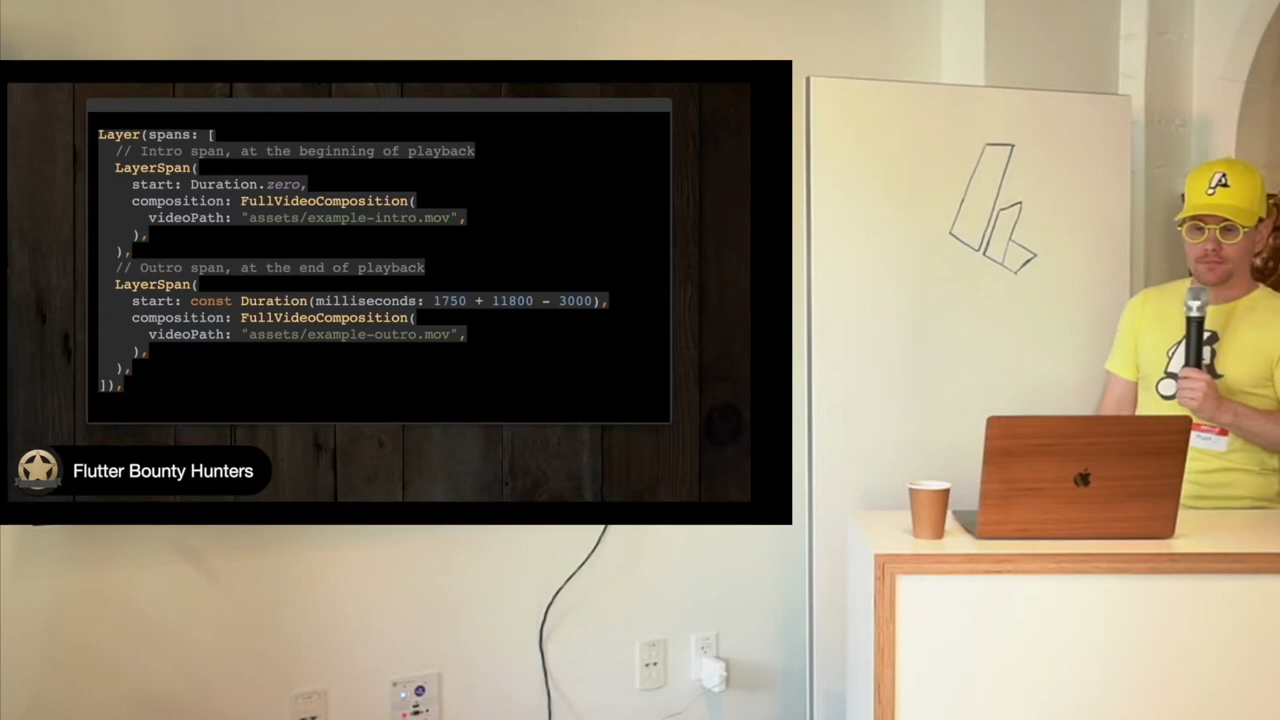 Layer(spans: [
// Intro span, at the beginning of playback
LayerSpan(
start: Duration.zero,
composition: FullVideoComposition(
videoPath: "assets/example-intro.mov",
),
),
// Outro span, at the end of playback
LayerSpan(
start: const Duration(milliseconds: 1750 + 11800 - 3000),
composition: FullVideoComposition(
videoPath: "assets/example-outro.mov",
),
),
]),
Flutter Bounty Hunters